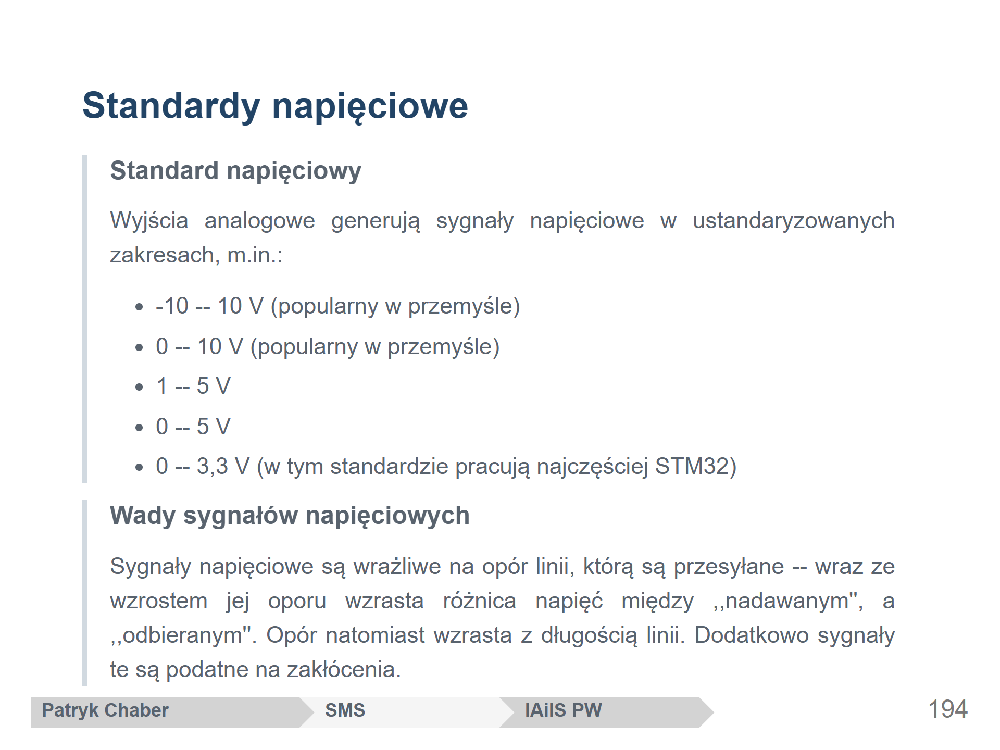 Standardy napięciowe
Standard napięciowy
Wyjścia analogowe generują sygnały napięciowe w ustandaryzowanych
zakresach, m.in.:
• -10 -- 10 V (popularny w przemyśle)
• 0 -- 10 V (popularny w przemyśle)
• 1 -- 5 V
• 0 -- 5 V
• 0 -- 3,3 V (w tym standardzie pracują najczęściej STM32)
Wady sygnałów napięciowych
Sygnały napięciowe są wrażliwe na opór linii, którą są przesyłane -- wraz ze
wzrostem jej oporu wzrasta różnica napięć między ,,nadawanym'', a
,,odbieranym''. Opór natomiast wzrasta z długością linii. Dodatkowo sygnały
te są podatne na zakłócenia.
Patryk Chaber SMS IAiIS PW 194